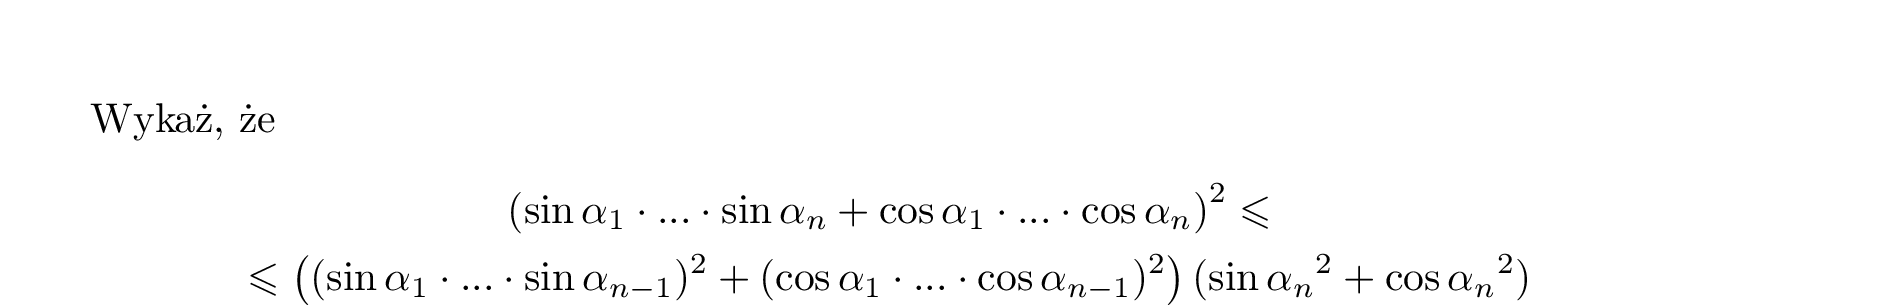 Wykaż, że
(sin α₁ · ... · sin αₙ + cos α₁ · ... · cos αₙ)² ⩽
⩽ ((sin α₁ · ... · sin αₙ₋₁)² + (cos α₁ · ... · cos αₙ₋₁)²) (sin αₙ² + cos αₙ²)